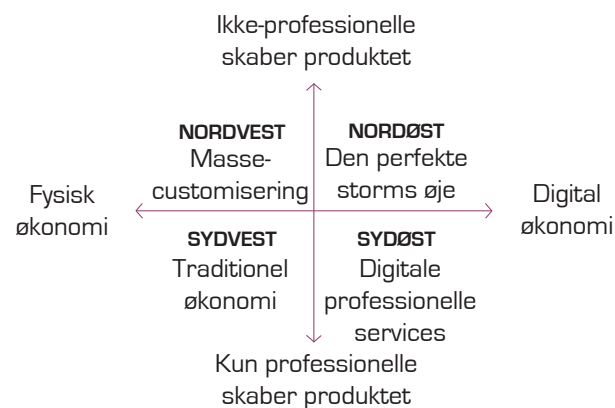 Ikke-professionelle
skaber produktet
NORDVEST
Masse-
customisering
NORDØST
Den perfekte
storms øje
Fysisk
økonomi
Digital
økonomi
SYDVEST
Traditionel
økonomi
SYDØST
Digitale
professionelle
services
Kun professionelle
skaber produktet